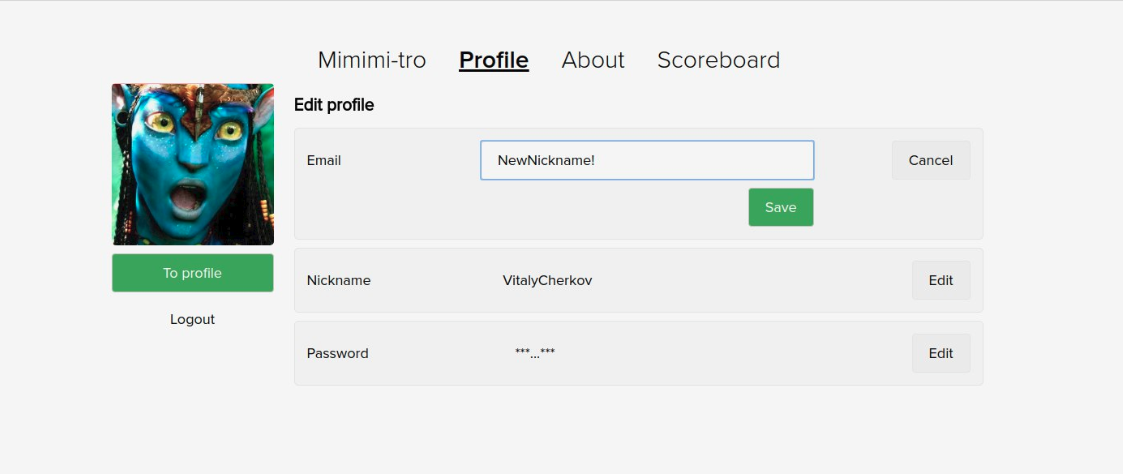 Mimimi-tro Profile About Scoreboard
Edit profile
Email NewNickname! Cancel
Save
To profile
Nickname VitalyCherkov Edit
Logout
Password ***...*** Edit